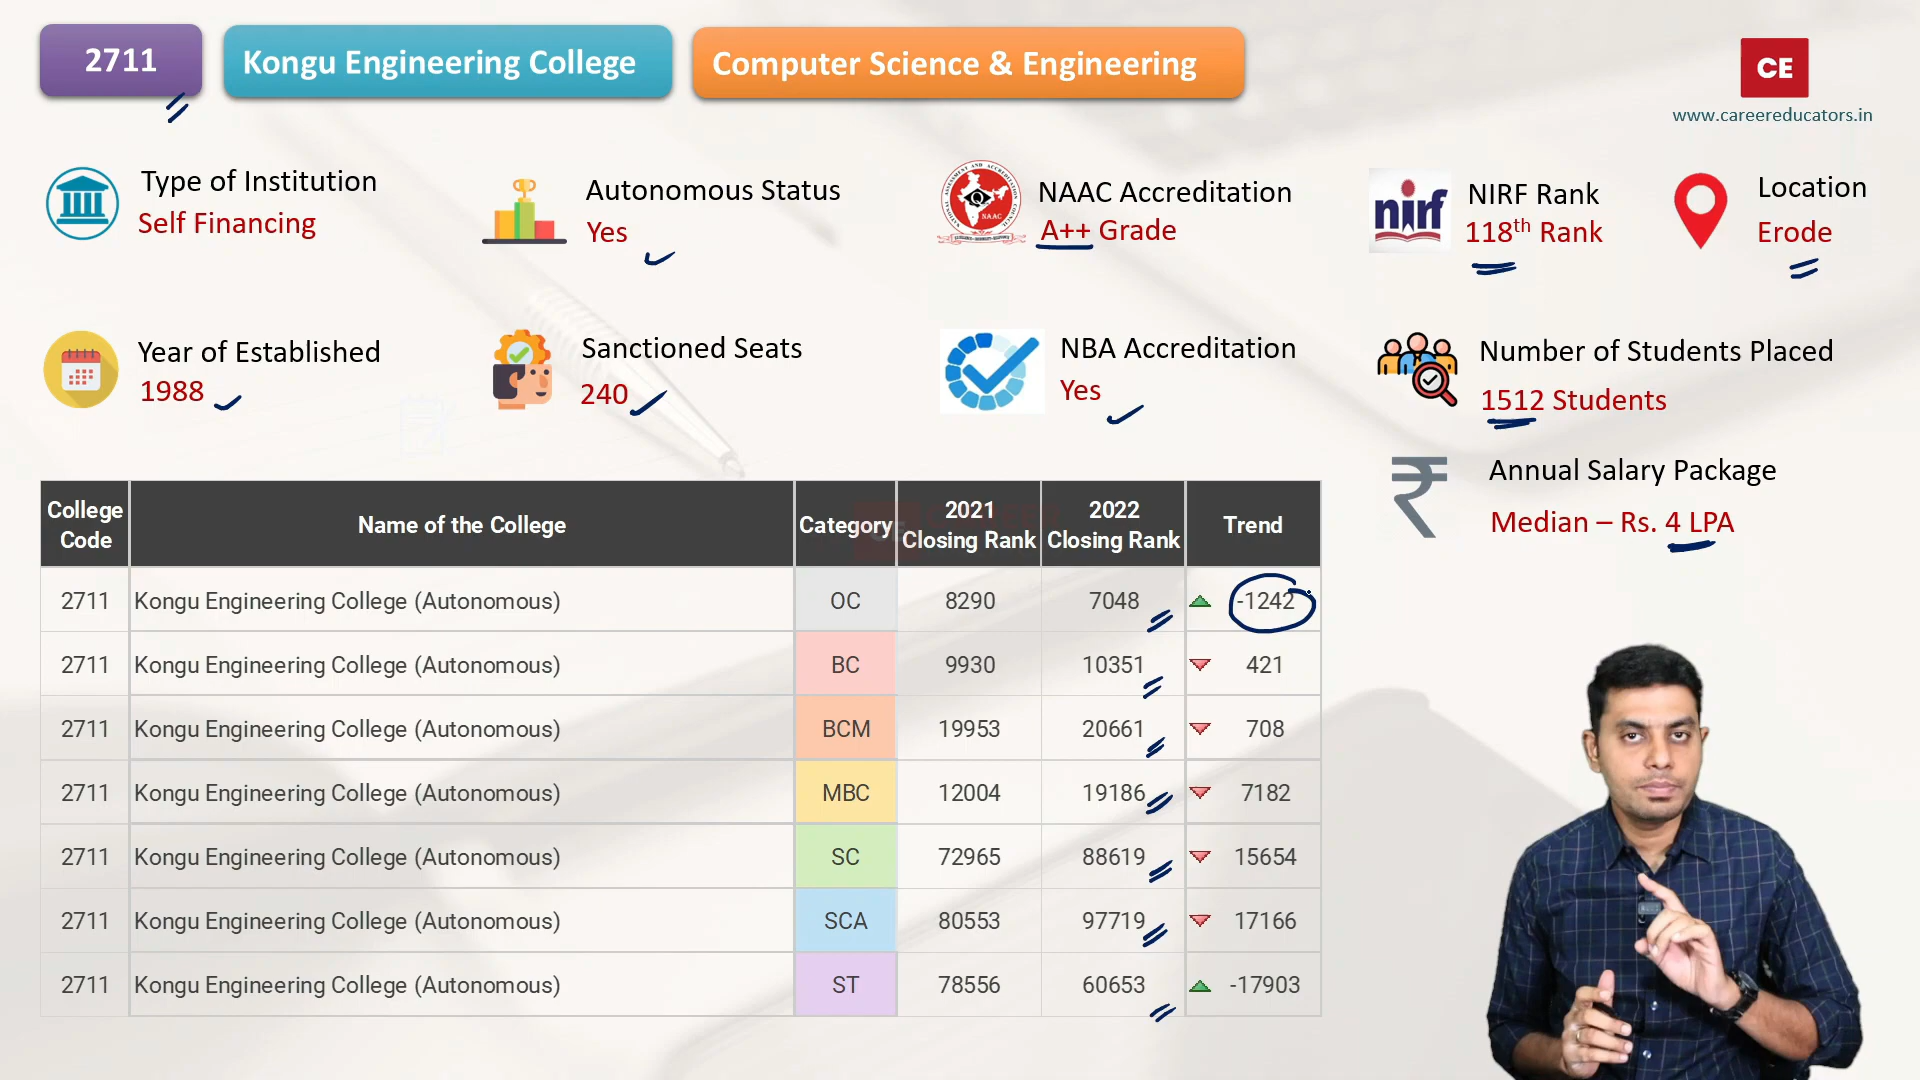 2711
Kongu Engineering College
Computer Science & Engineering
CE
www.careereducators.in
Type of Institution
Self Financing
Autonomous Status
Yes
NAAC
NAAC Accreditation
A++ Grade
nirf
NIRF Rank
118th Rank
Location
Erode
Year of Established
1988
Sanctioned Seats
240
NBA Accreditation
Yes
Number of Students Placed
1512 Students
Annual Salary Package
Median – Rs. 4 LPA
College Code Name of the College Category 2021 Closing Rank 2022 Closing Rank Trend
2711 Kongu Engineering College (Autonomous) OC 8290 7048 -1242
2711 Kongu Engineering College (Autonomous) BC 9930 10351 421
2711 Kongu Engineering College (Autonomous) BCM 19953 20661 708
2711 Kongu Engineering College (Autonomous) MBC 12004 19186 7182
2711 Kongu Engineering College (Autonomous) SC 72965 88619 15654
2711 Kongu Engineering College (Autonomous) SCA 80553 97719 17166
2711 Kongu Engineering College (Autonomous) ST 78556 60653 -17903